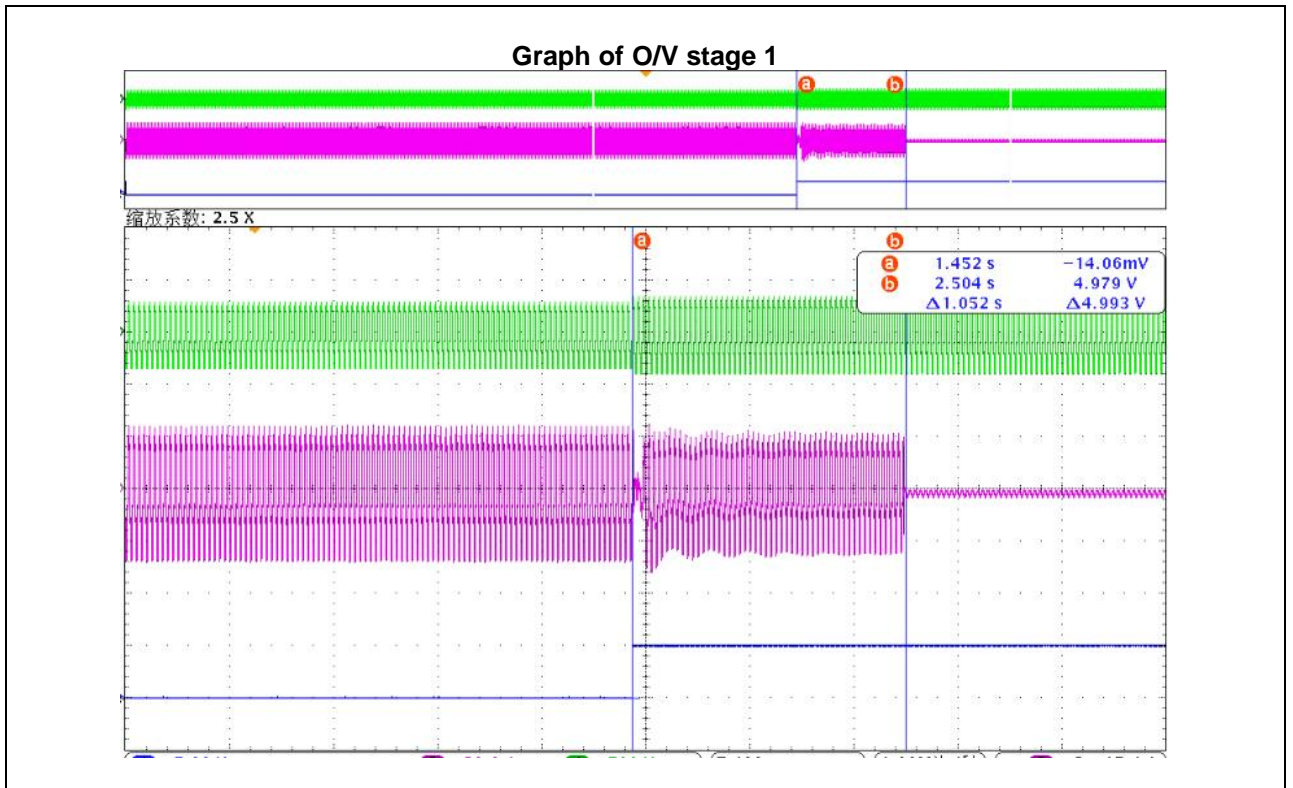 Graph of O/V stage 1
a b
缩放系数: 2.5 X
a b
a 1.452 s −14.06mV
b 2.504 s 4.979 V
Δ1.052 s Δ4.993 V